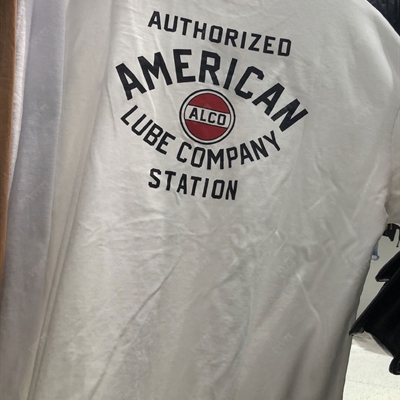 AUTHORIZED
AMERICAN
ALCO
LUBE COMPANY
STATION